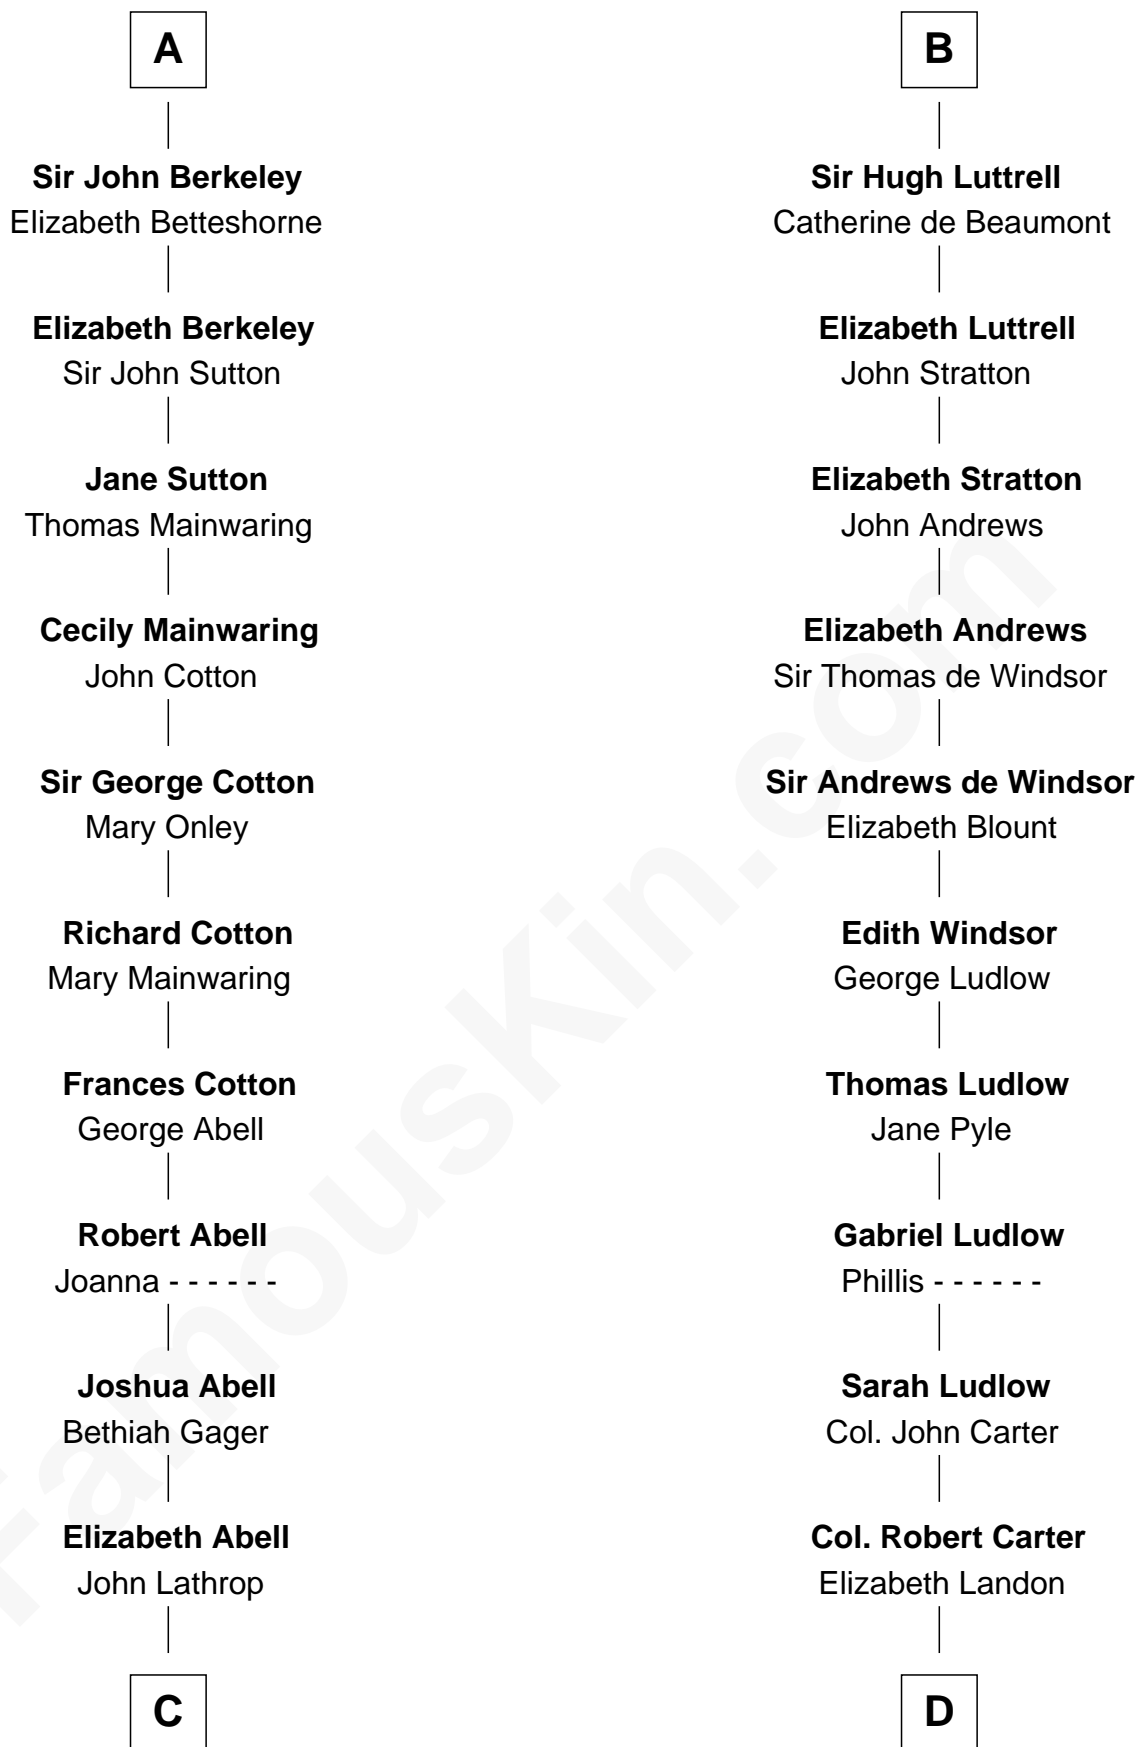 A
Sir John Berkeley
Elizabeth Betteshorne
Elizabeth Berkeley
Sir John Sutton
Jane Sutton
Thomas Mainwaring
Cecily Mainwaring
John Cotton
Sir George Cotton
Mary Onley
Richard Cotton
Mary Mainwaring
Frances Cotton
George Abell
Robert Abell
Joanna - - - - - -
Joshua Abell
Bethiah Gager
Elizabeth Abell
John Lathrop
C
B
Sir Hugh Luttrell
Catherine de Beaumont
Elizabeth Luttrell
John Stratton
Elizabeth Stratton
John Andrews
Elizabeth Andrews
Sir Thomas de Windsor
Sir Andrews de Windsor
Elizabeth Blount
Edith Windsor
George Ludlow
Thomas Ludlow
Jane Pyle
Gabriel Ludlow
Phillis - - - - - -
Sarah Ludlow
Col. John Carter
Col. Robert Carter
Elizabeth Landon
D
FamousKin.com